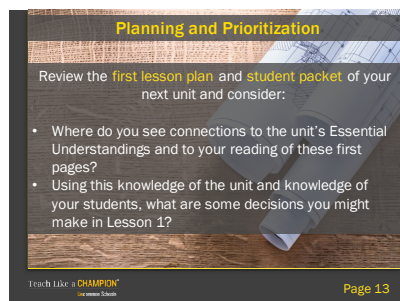 Planning and Prioritization
Review the first lesson plan and student packet of your
next unit and consider:
• Where do you see connections to the unit's Essential
Understandings and to your reading of these first
pages?
• Using this knowledge of the unit and knowledge of
your students, what are some decisions you might
make in Lesson 1?
Teach Like a CHAMPION®
Uncommon Schools
Page 13